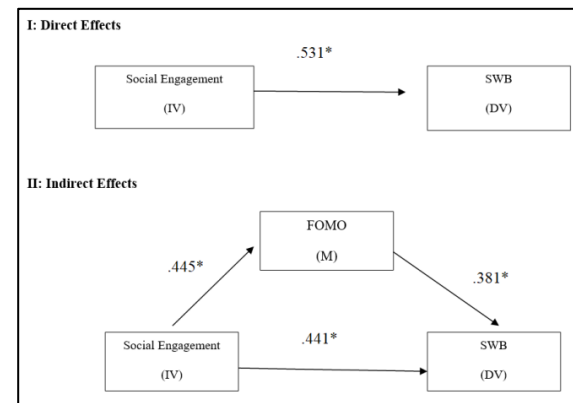 I: Direct Effects
.531*
Social Engagement
(IV)
SWB
(DV)
II: Indirect Effects
FOMO
(M)
.445*
.381*
Social Engagement
(IV)
.441*
SWB
(DV)